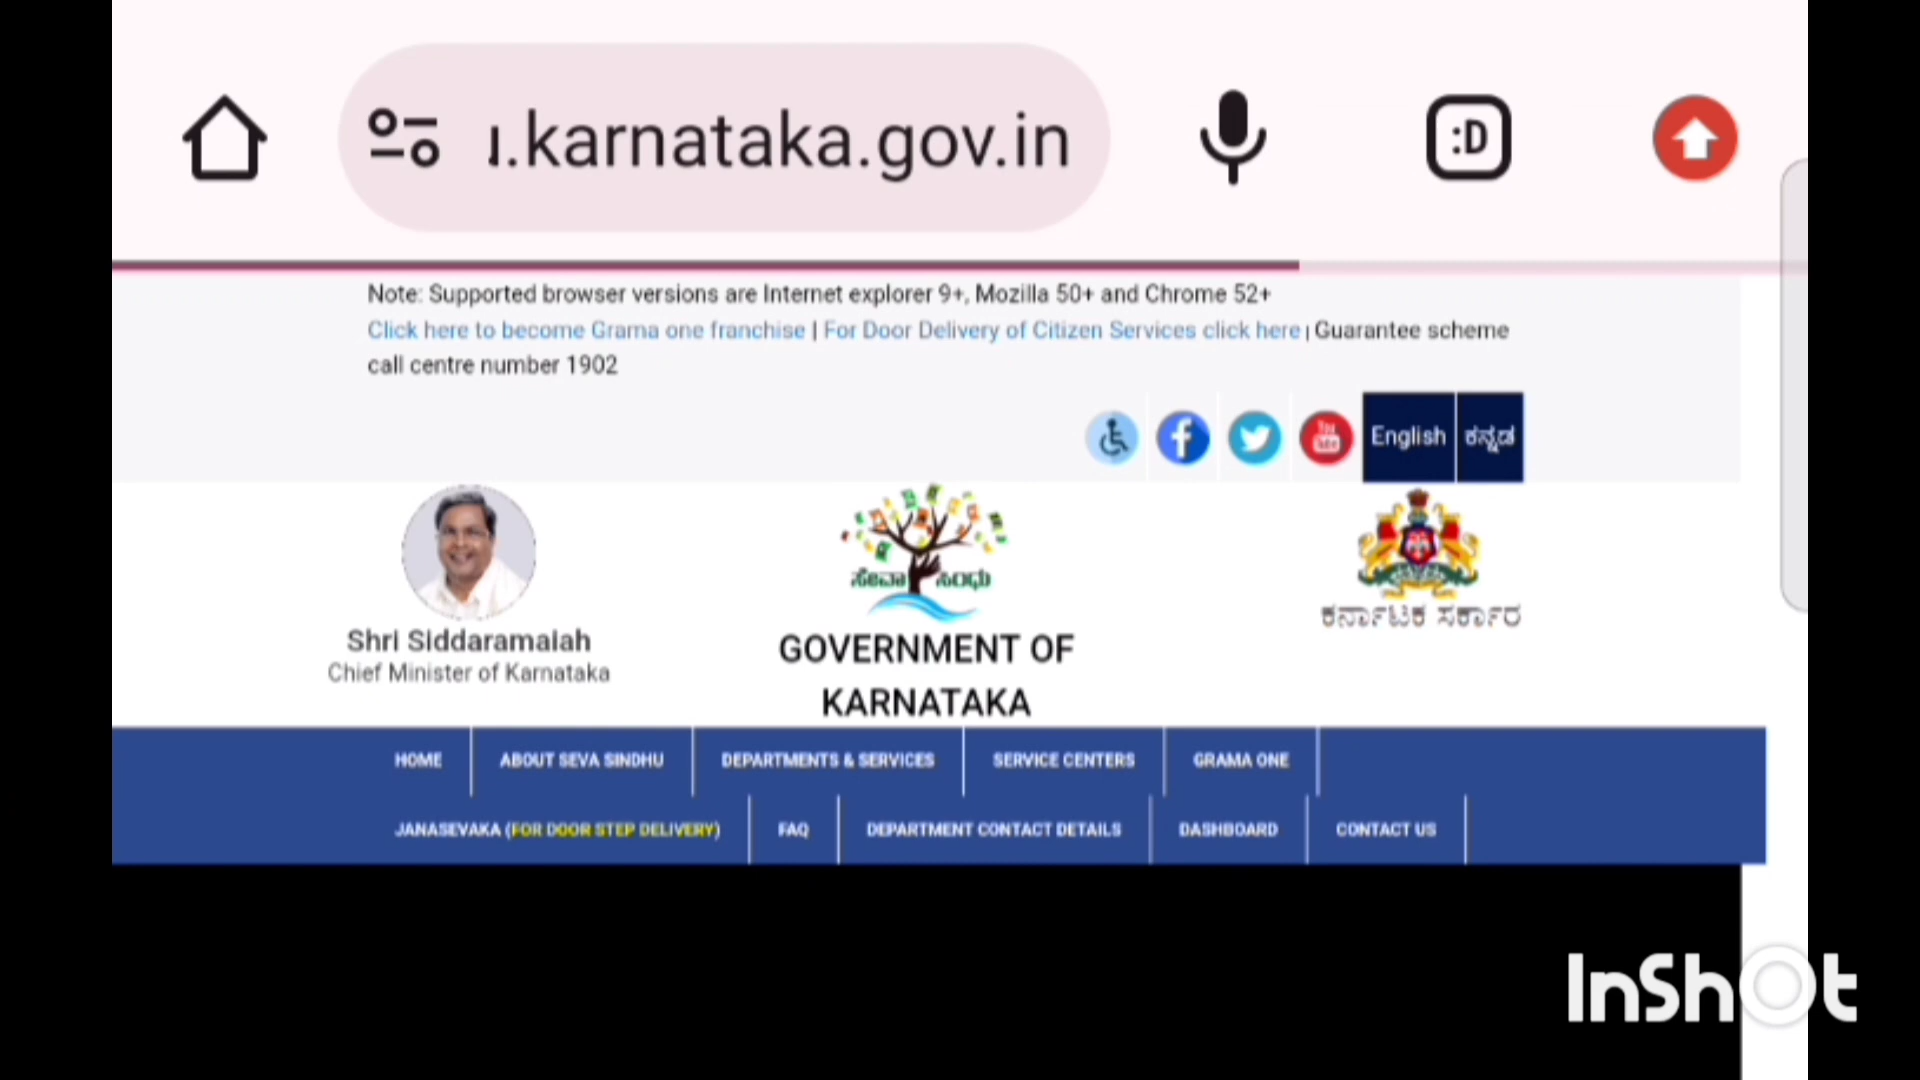 .karnataka.gov.in
:D
Note: Supported browser versions are Internet explorer 9+, Mozilla 50+ and Chrome 52+
Click here to become Grama one franchise | For Door Delivery of Citizen Services click here | Guarantee scheme
call centre number 1902
You
Tube
English ಕನ್ನಡ
ಸೇವಾ ಸಿಂಧು
ಕರ್ನಾಟಕ ಸರ್ಕಾರ
Shri Siddaramaiah
Chief Minister of Karnataka
GOVERNMENT OF
KARNATAKA
HOME ABOUT SEVA SINDHU DEPARTMENTS & SERVICES SERVICE CENTERS GRAMA ONE
JANASEVAKA (FOR DOOR STEP DELIVERY) FAQ DEPARTMENT CONTACT DETAILS DASHBOARD CONTACT US
InShOt